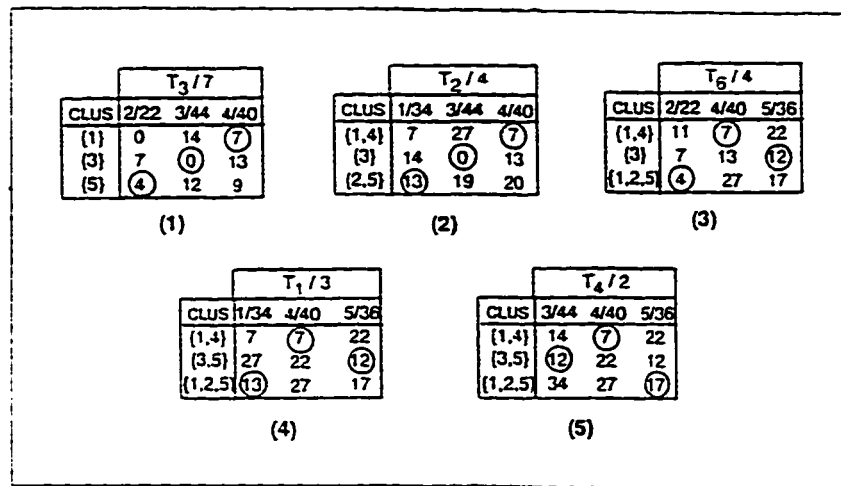 T3 / 7
CLUS 2/22 3/44 4/40
{1} 0 14 7
{3} 7 0 13
{5} 4 12 9
(1)
T2 / 4
CLUS 1/34 3/44 4/40
{1,4} 7 27 7
{3} 14 0 13
{2,5} 13 19 20
(2)
T6 / 4
CLUS 2/22 4/40 5/36
{1,4} 11 7 22
{3} 7 13 12
{1,2,5} 4 27 17
(3)
T1 / 3
CLUS 1/34 4/40 5/36
{1,4} 7 7 22
{3,5} 27 22 12
{1,2,5} 13 27 17
(4)
T4 / 2
CLUS 3/44 4/40 5/36
{1,4} 14 7 22
{3,5} 12 22 12
{1,2,5} 34 27 17
(5)